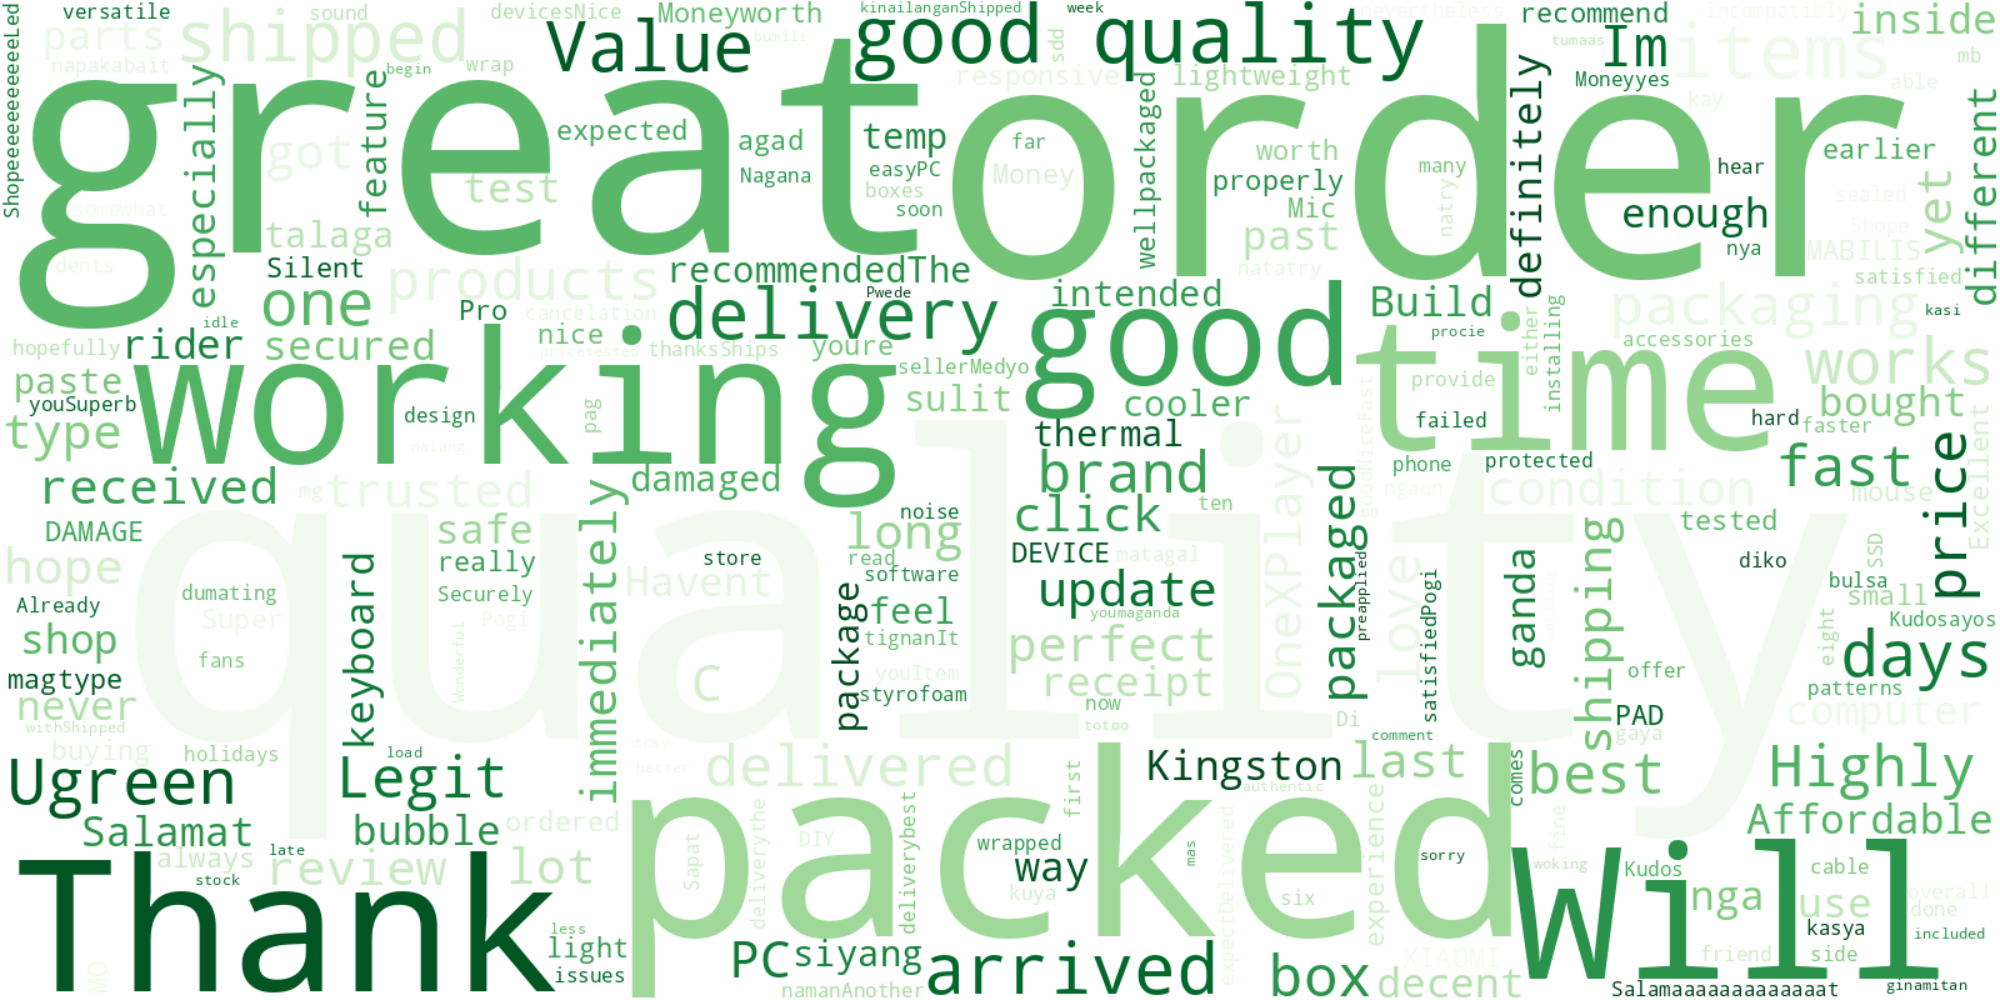 versatile
sound
devicesNice
Moneyworth
kinailanganShipped
week
nevertheless
recommend
incompatibly
inside
Shopeeeeeeeeeeeeled
parts
shipped
Value
bumili
good quality
sdd
tumaas
Im
items
mb
napakabait
especially
begin
wrap
responsive
lightweight
Moneyyes
able
kay
great
order
feature
expected
agad
temp
far
wellpackaged
worth
many
definitely
hear
earlier
different
got
test
Nagana
easyPC
boxes
Money
properly
natry
sealed
somewhat
soon
Mic
enough
Shope
yet
talaga
past
nya
MABILIS
dents
Silent
products
recommendedThe
natatry
satisfied
one
Pro
cancelation
delivery
Pwede
intended
Build
packaging
kasi
idle
nice
good
procie
hopefully
rider
secured
pricetested
thanksShips
youre
time
either
installing
accessories
works
paste
working
sellerMedyo
provide
youSuperb
design
pag
sulit
cooler
failed
hard
faster
bought
type
nalang
thermal
goodNiceFast
Excellent
price
received
mg
trusted
damaged
brand
phone
protected
fast
ngaun
condition
mouse
DAMAGE
safe
immediately
quality
noise
long
click
ten
oneXPlayer
packaged
tested
hope
keyboard
really
store
read
DEVICE
matagal
preapplied
love
ganda
shipping
diko
SSD
Already
dumating
Securely
Havent
software
update
bulsa
small
Super
Pogi
Wonderful
package
feel
youmaganda
satisfiedPogi
Kudosayos
shop
fans
tignanIt
perfect
eight
days
magtype
C
youItem
receipt
offer
never
styrofoam
now
patterns
withShipped
totoo
Di
PAD
computer
buying
holidays
load
tray
comment
gaya
better
delivered
Kingston
last
comes
best
Highly
Ugreen
Legit
authentic
Salamat
bubble
ordered
deliverythe
DIY
deliverybest
first
expectDelivered
experience
fine
Affordable
late
always
review
lot
packed
Sapat
wrapped
way
mas
sorry
woking
Kudos
cable
stock
kuya
six
Will
nga
use
overall
done
Thank
less
kasya
included
light
PC
siyang
arrived
box
XIAOMI
friend
side
MO
issues
namanAnother
decent
Salamaaaaaaaaaaaaat
ginamitan